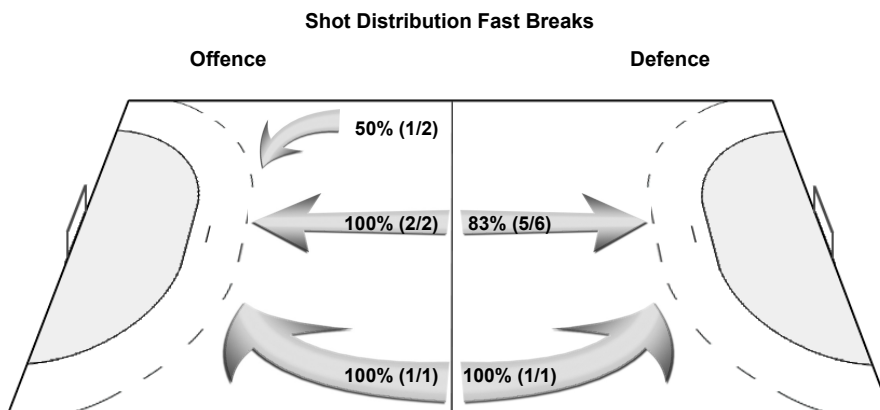 Shot Distribution Fast Breaks
Offence
Defence
50% (1/2)
100% (2/2)
83% (5/6)
100% (1/1)
100% (1/1)